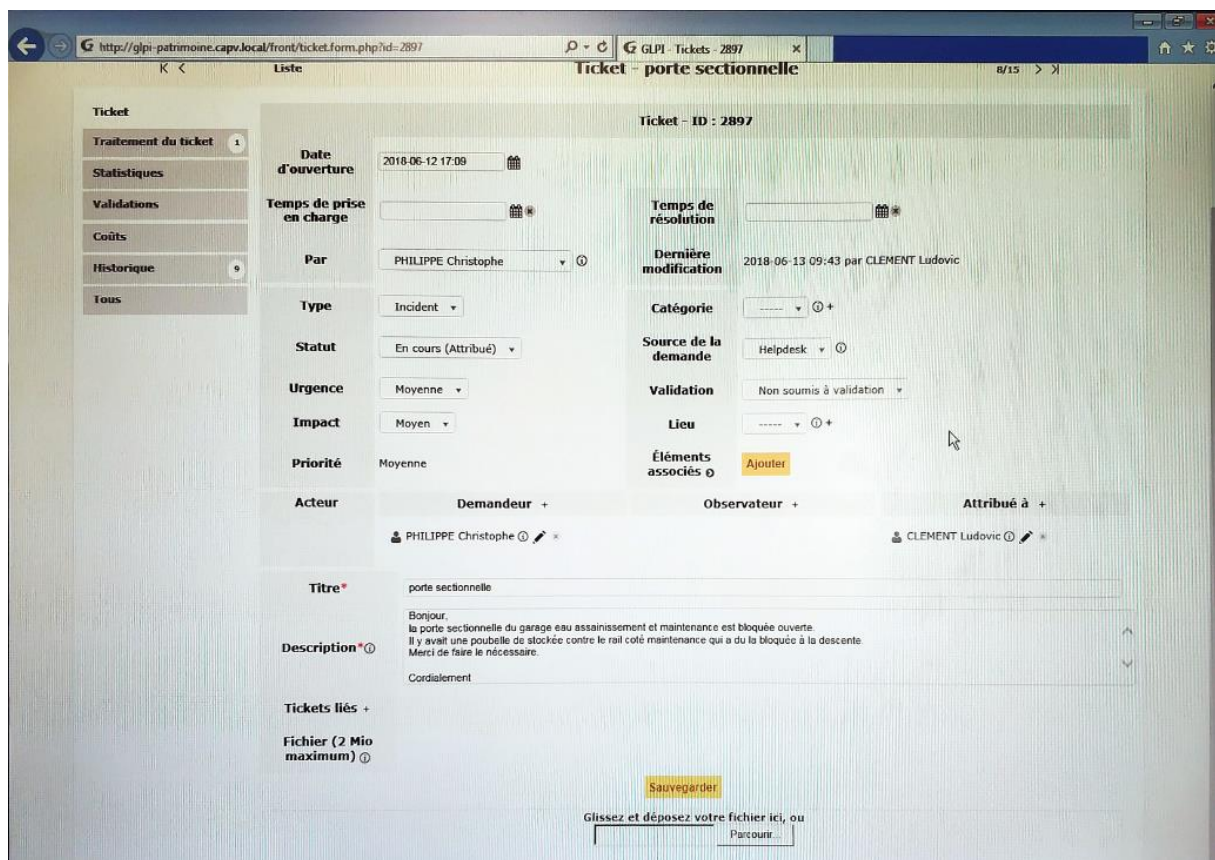 http://glpi-patrimoine.capv.local/front/ticket.form.php?id=2897
GLPI - Tickets - 2897
Liste
Ticket - porte sectionnelle
8/15
Ticket
Ticket - ID : 2897
Traitement du ticket 1
Statistiques
Validations
Coûts
Historique 9
Tous
Date d'ouverture 2018-06-12 17:09
Temps de prise en charge
Temps de résolution
Par PHILIPPE Christophe
Dernière modification 2018-06-13 09:43 par CLEMENT Ludovic
Type Incident
Catégorie -----
Statut En cours (Attribué)
Source de la demande Helpdesk
Urgence Moyenne
Validation Non soumis à validation
Impact Moyen
Lieu -----
Priorité Moyenne
Éléments associés Ajouter
Acteur Demandeur + Observateur + Attribué à +
PHILIPPE Christophe
CLEMENT Ludovic
Titre* porte sectionnelle
Description*
Bonjour,
la porte sectionnelle du garage eau assainissement et maintenance est bloquée ouverte.
Il y avait une poubelle de stockée contre le rail coté maintenance qui a du la bloquée à la descente.
Merci de faire le nécessaire.
Cordialement
Tickets liés +
Fichier (2 Mio maximum)
Sauvegarder
Glissez et déposez votre fichier ici, ou
Parcourir...